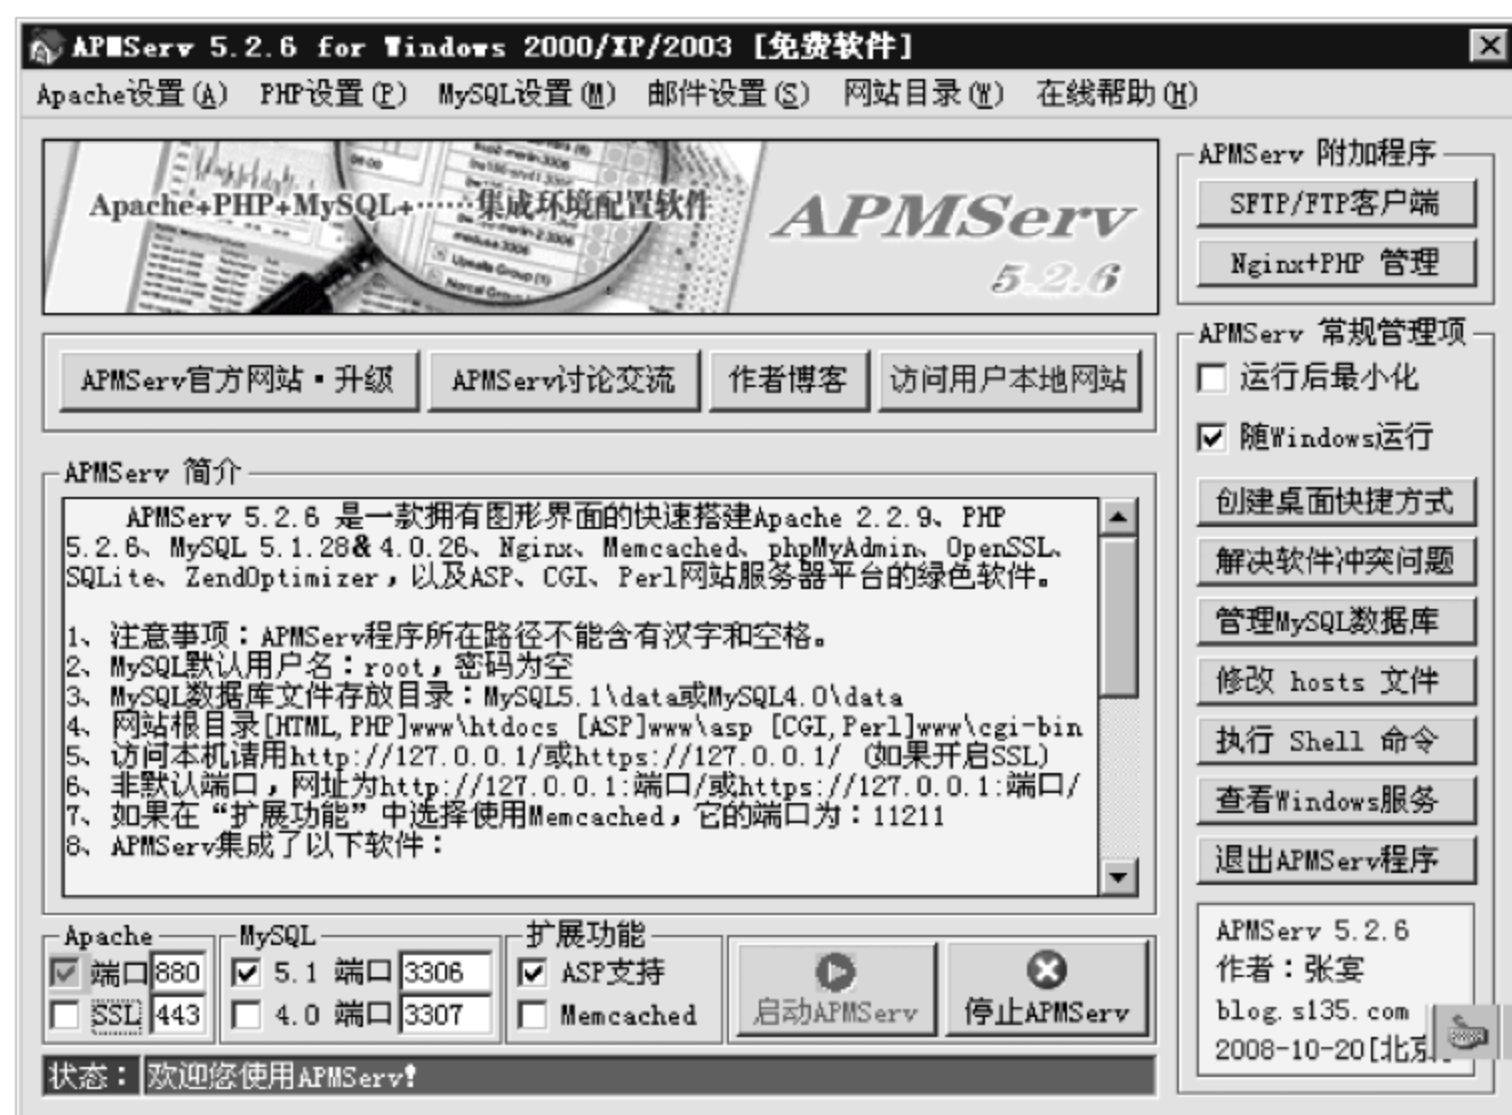 APMServ 5.2.6 for Windows 2000/XP/2003 [免费软件]
Apache设置(A) PHP设置(P) MySQL设置(M) 邮件设置(S) 网站目录(W) 在线帮助(H)
Apache+PHP+MySQL+……集成环境配置软件
APMServ
5.2.6
APMServ 附加程序
SFTP/FTP客户端
Nginx+PHP 管理
APMServ官方网站·升级 APMServ讨论交流 作者博客 访问用户本地网站
APMServ 常规管理项
运行后最小化
随Windows运行
创建桌面快捷方式
解决软件冲突问题
管理MySQL数据库
修改 hosts 文件
执行 Shell 命令
查看Windows服务
退出APMServ程序
APMServ 简介
APMServ 5.2.6 是一款拥有图形界面的快速搭建Apache 2.2.9、PHP
5.2.6、MySQL 5.1.28&4.0.26、Nginx、Memcached、phpMyAdmin、OpenSSL、
SQLite、ZendOptimizer，以及ASP、CGI、Perl网站服务器平台的绿色软件。
1、注意事项：APMServ程序所在路径不能含有汉字和空格。
2、MySQL默认用户名：root，密码为空
3、MySQL数据库文件存放目录：MySQL5.1\data或MySQL4.0\data
4、网站根目录[HTML,PHP]www\htdocs [ASP]www\asp [CGI,Perl]www\cgi-bin
5、访问本机请用http://127.0.0.1/或https://127.0.0.1/ (如果开启SSL)
6、非默认端口，网址为http://127.0.0.1:端口/或https://127.0.0.1:端口/
7、如果在“扩展功能”中选择使用Memcached，它的端口为：11211
8、APMServ集成了以下软件：
Apache MySQL 扩展功能
端口 880 5.1 端口 3306 ASP支持
SSL 443 4.0 端口 3307 Memcached
启动APMServ 停止APMServ
APMServ 5.2.6
作者：张宴
blog.s135.com
2008-10-20[北京
状态： 欢迎您使用APMServ!